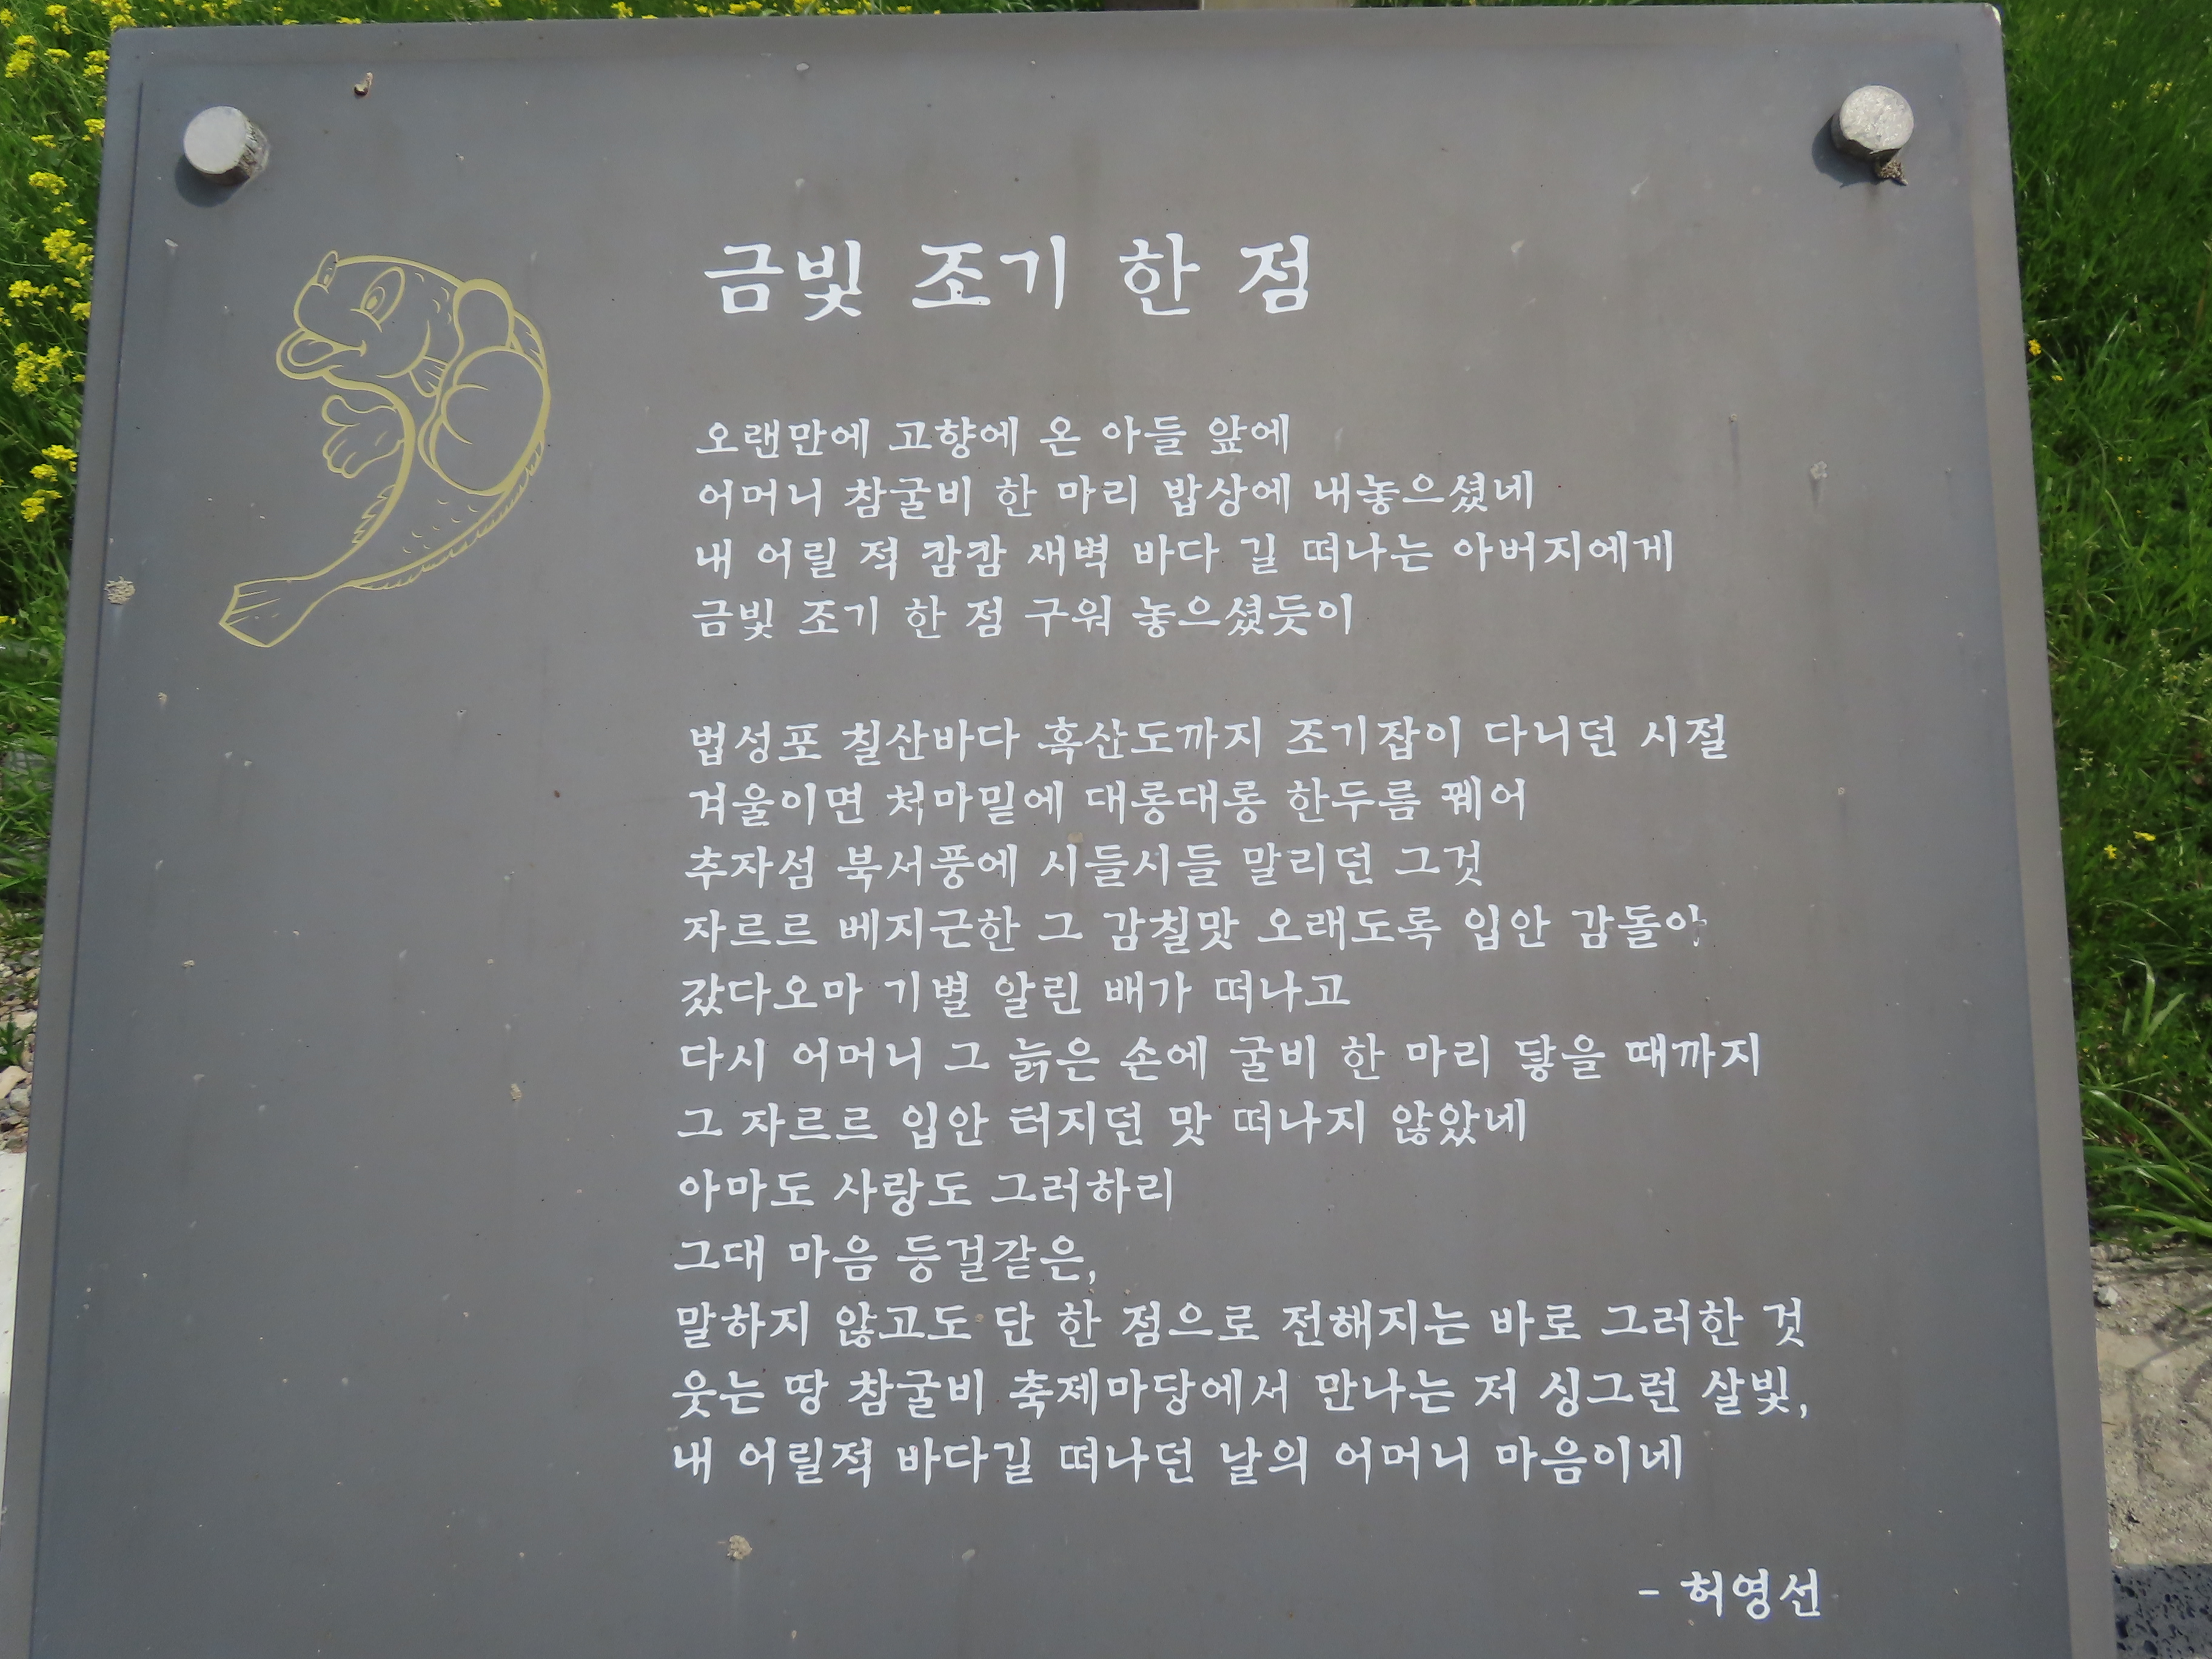 금빛 조기 한 점
오랜만에 고향에 온 아들 앞에
어머니 참굴비 한 마리 밥상에 내놓으셨네
내 어릴 적 캄캄 새벽 바다 길 떠나는 아버지에게
금빛 조기 한 점 구워 놓으셨듯이
법성포 칠산바다 흑산도까지 조기잡이 다니던 시절
겨울이면 처마밑에 대롱대롱 한두름 꿰어
추자섬 북서풍에 시들시들 말리던 그것
자르르 베지근한 그 감칠맛 오래도록 입안 감돌아
갔다오마 기별 알린 배가 떠나고
다시 어머니 그 늙은 손에 굴비 한 마리 닿을 때까지
그 자르르 입안 터지던 맛 떠나지 않았네
아마도 사랑도 그러하리
그대 마음 둥걸같은,
말하지 않고도 단 한 점으로 전해지는 바로 그러한 것
웃는 땅 참굴비 축제마당에서 만나는 저 싱그런 살빛,
내 어릴적 바다길 떠나던 날의 어머니 마음이네
- 허영선